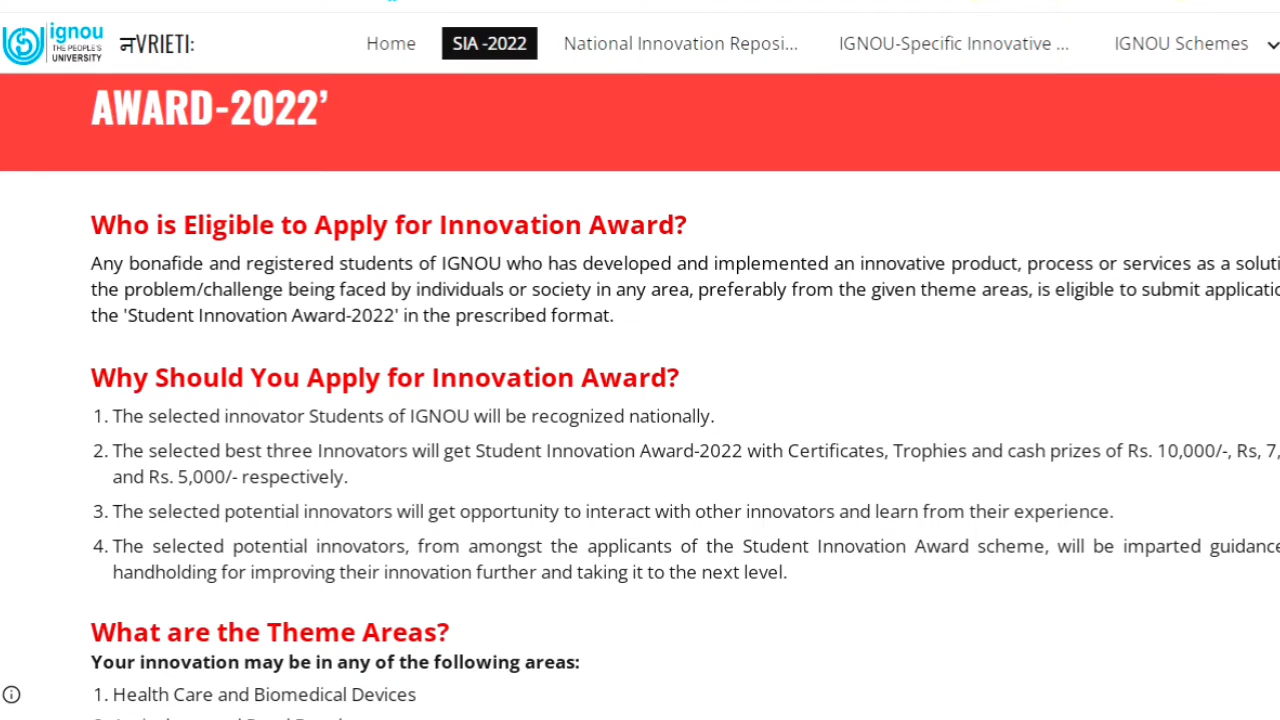 ignou
THE PEOPLE'S
UNIVERSITY
नVRIETI:
Home
SIA -2022
National Innovation Reposi...
IGNOU-Specific Innovative ...
IGNOU Schemes
AWARD-2022’
Who is Eligible to Apply for Innovation Award?
Any bonafide and registered students of IGNOU who has developed and implemented an innovative product, process or services as a
the problem/challenge being faced by individuals or society in any area, preferably from the given theme areas, is eligible to submit
the 'Student Innovation Award-2022' in the prescribed format.
Why Should You Apply for Innovation Award?
1. The selected innovator Students of IGNOU will be recognized nationally.
2. The selected best three Innovators will get Student Innovation Award-2022 with Certificates, Trophies and cash prizes of Rs. 10,000/-, Rs, 7,
and Rs. 5,000/- respectively.
3. The selected potential innovators will get opportunity to interact with other innovators and learn from their experience.
4. The selected potential innovators, from amongst the applicants of the Student Innovation Award scheme, will be imparted guidance
handholding for improving their innovation further and taking it to the next level.
What are the Theme Areas?
Your innovation may be in any of the following areas:
1. Health Care and Biomedical Devices